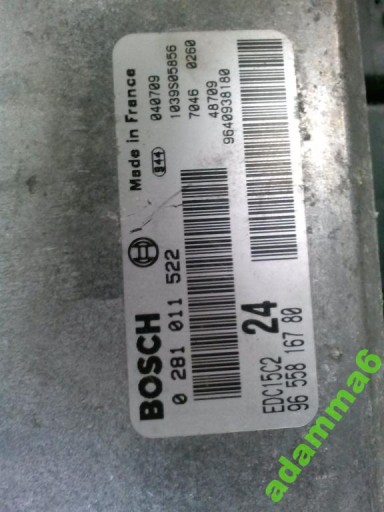 BOSCH
0 281 011 522
Made in France
040709
1039S05856
7046 0260
48709
9640938180
24
EDC15C2
96 558 167 80
adamma6